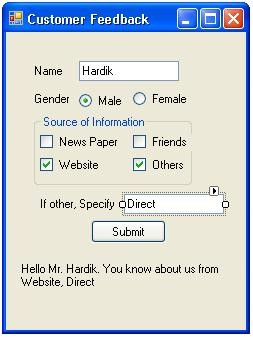 Customer Feedback
Name Hardik
Gender Male Female
Source of Information
News Paper Friends
Website Others
If other, Specify Direct
Submit
Hello Mr. Hardik. You know about us from
Website, Direct